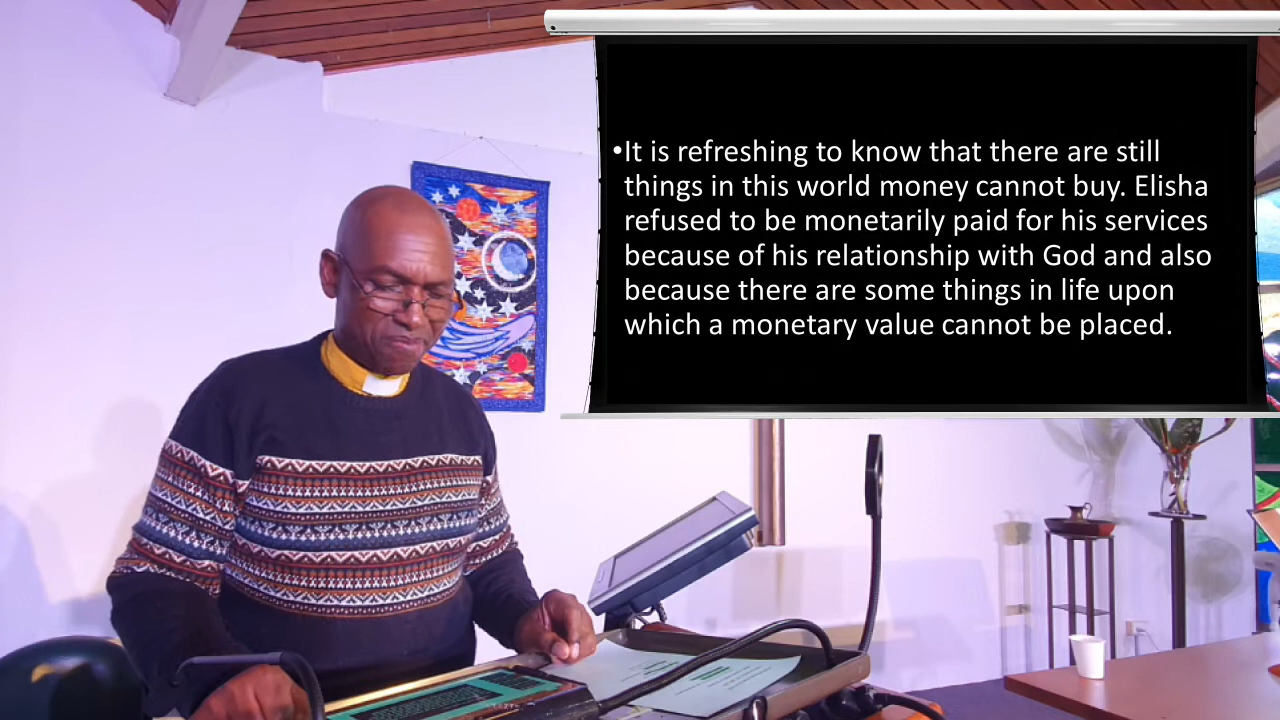 •It is refreshing to know that there are still
things in this world money cannot buy. Elisha
refused to be monetarily paid for his services
because of his relationship with God and also
because there are some things in life upon
which a monetary value cannot be placed.